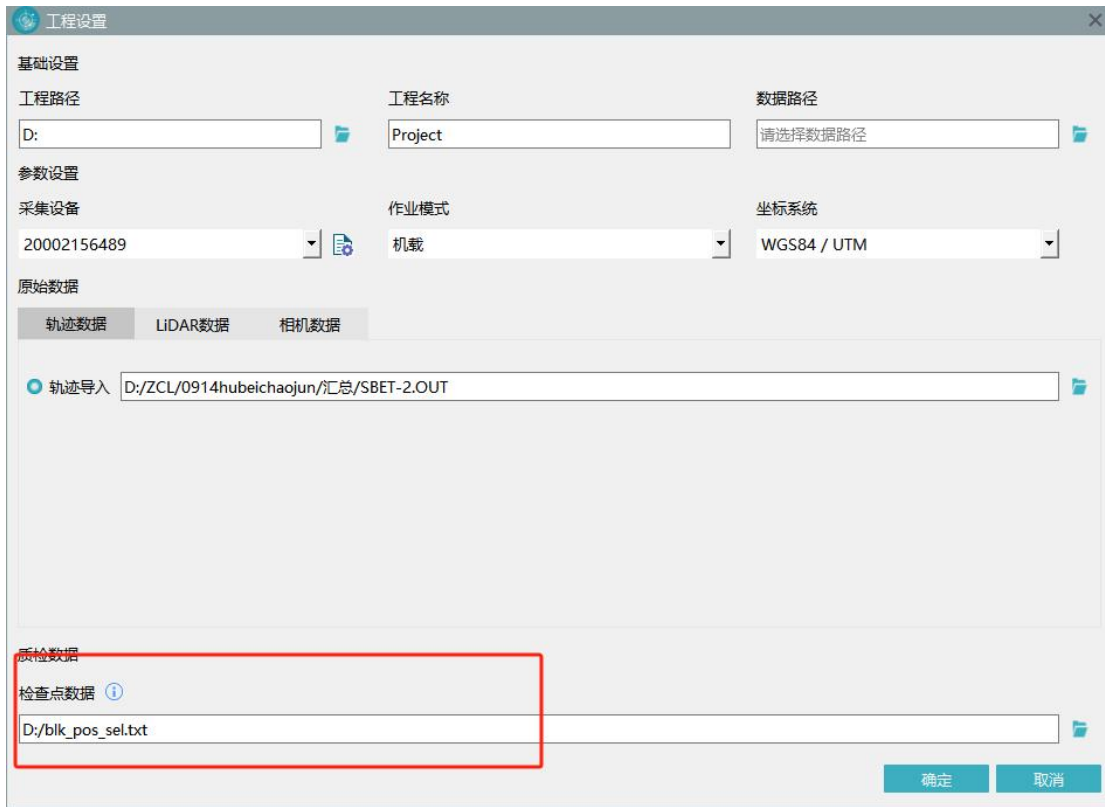 工程设置
基础设置
工程路径 工程名称 数据路径
D: Project 请选择数据路径
参数设置
采集设备 作业模式 坐标系统
20002156489 机载 WGS84 / UTM
原始数据
轨迹数据 LiDAR数据 相机数据
轨迹导入 D:/ZCL/0914hubeichaojun/汇总/SBET-2.OUT
质检数据
检查点数据
D:/blk_pos_sel.txt
确定 取消